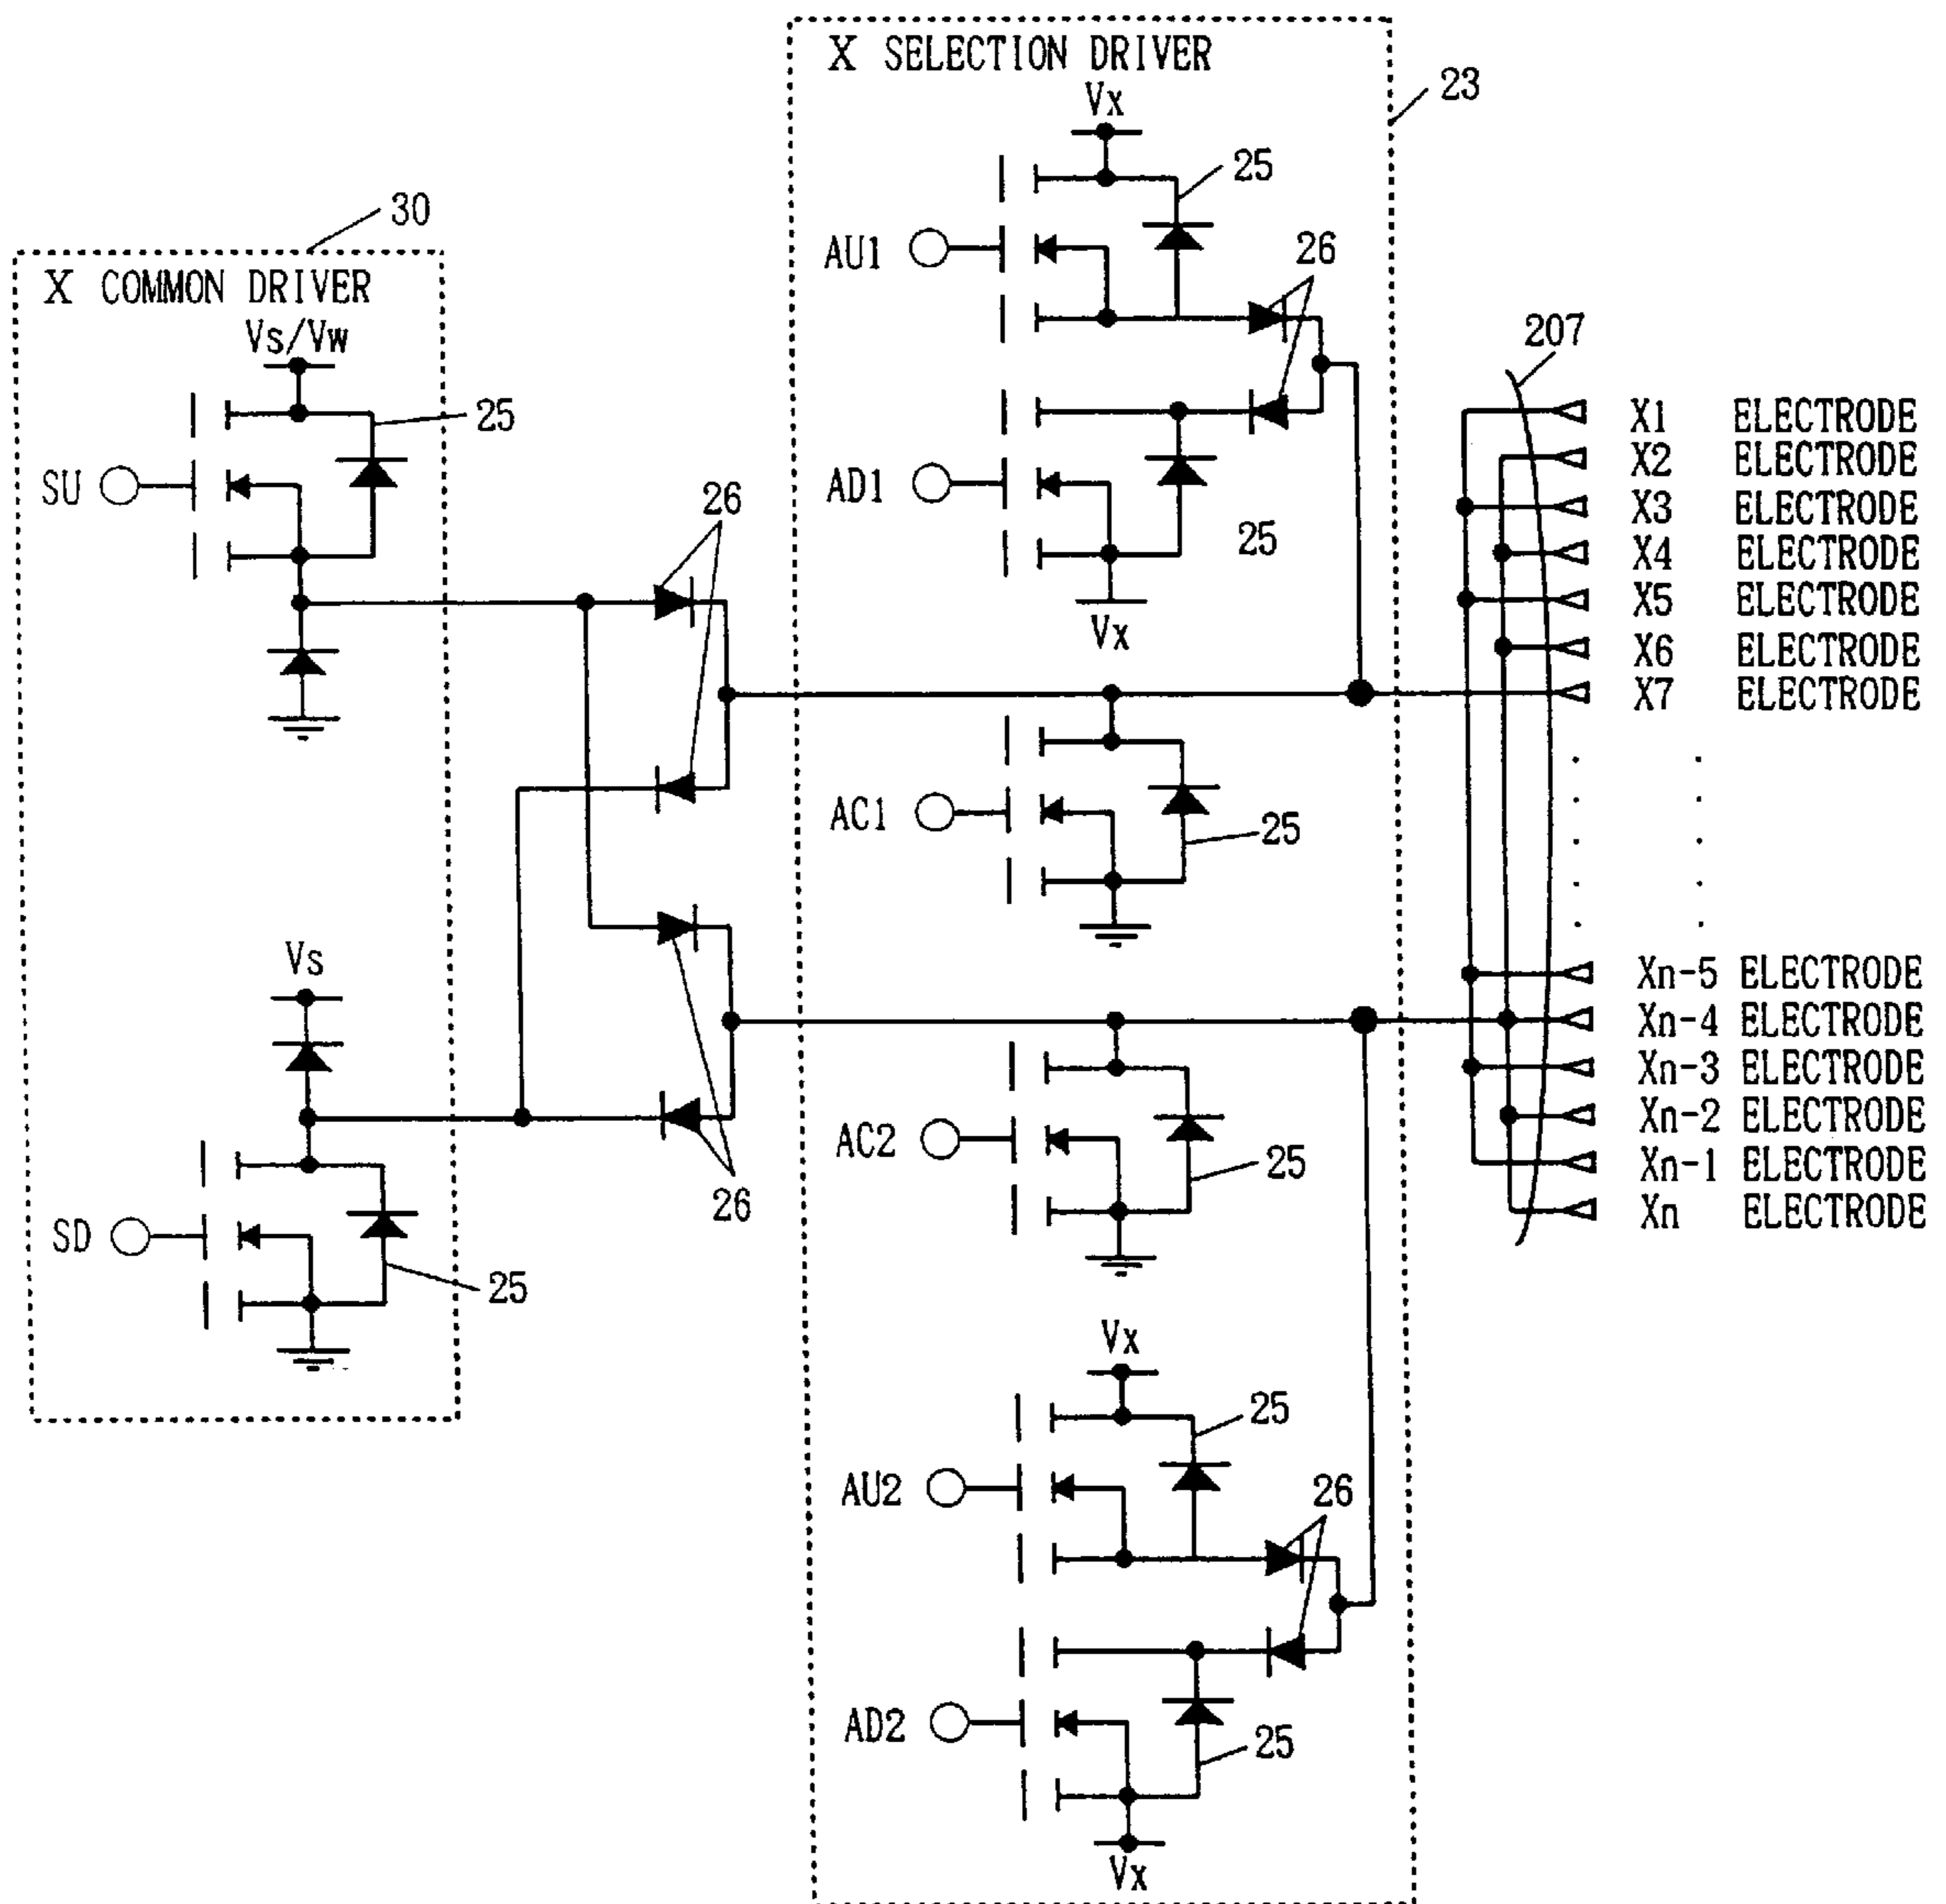 X SELECTION DRIVER
23
Vx
25
AU1
26
30
X COMMON DRIVER
Vs/Vw
25
SU
AD1
25
Vx
26
207
X1 ELECTRODE
X2 ELECTRODE
X3 ELECTRODE
X4 ELECTRODE
X5 ELECTRODE
X6 ELECTRODE
X7 ELECTRODE
AC1
25
Vs
Xn-5 ELECTRODE
Xn-4 ELECTRODE
Xn-3 ELECTRODE
Xn-2 ELECTRODE
Xn-1 ELECTRODE
Xn ELECTRODE
AC2
25
26
SD
25
Vx
25
AU2
26
AD2
25
Vx